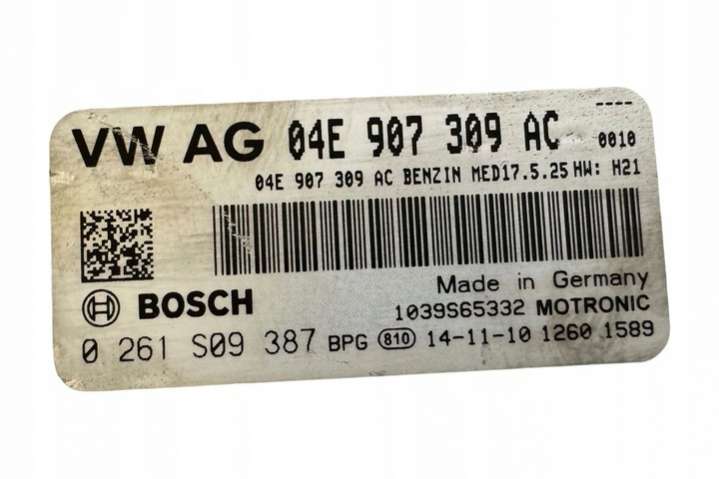 ----
VW AG 04E 907 309 AC 0010
04E 907 309 AC BENZIN MED17.5.25 HW: H21
Made in Germany
BOSCH 1039S65332 MOTRONIC
0 261 S09 387 BPG 810 14-11-10 1260 1589